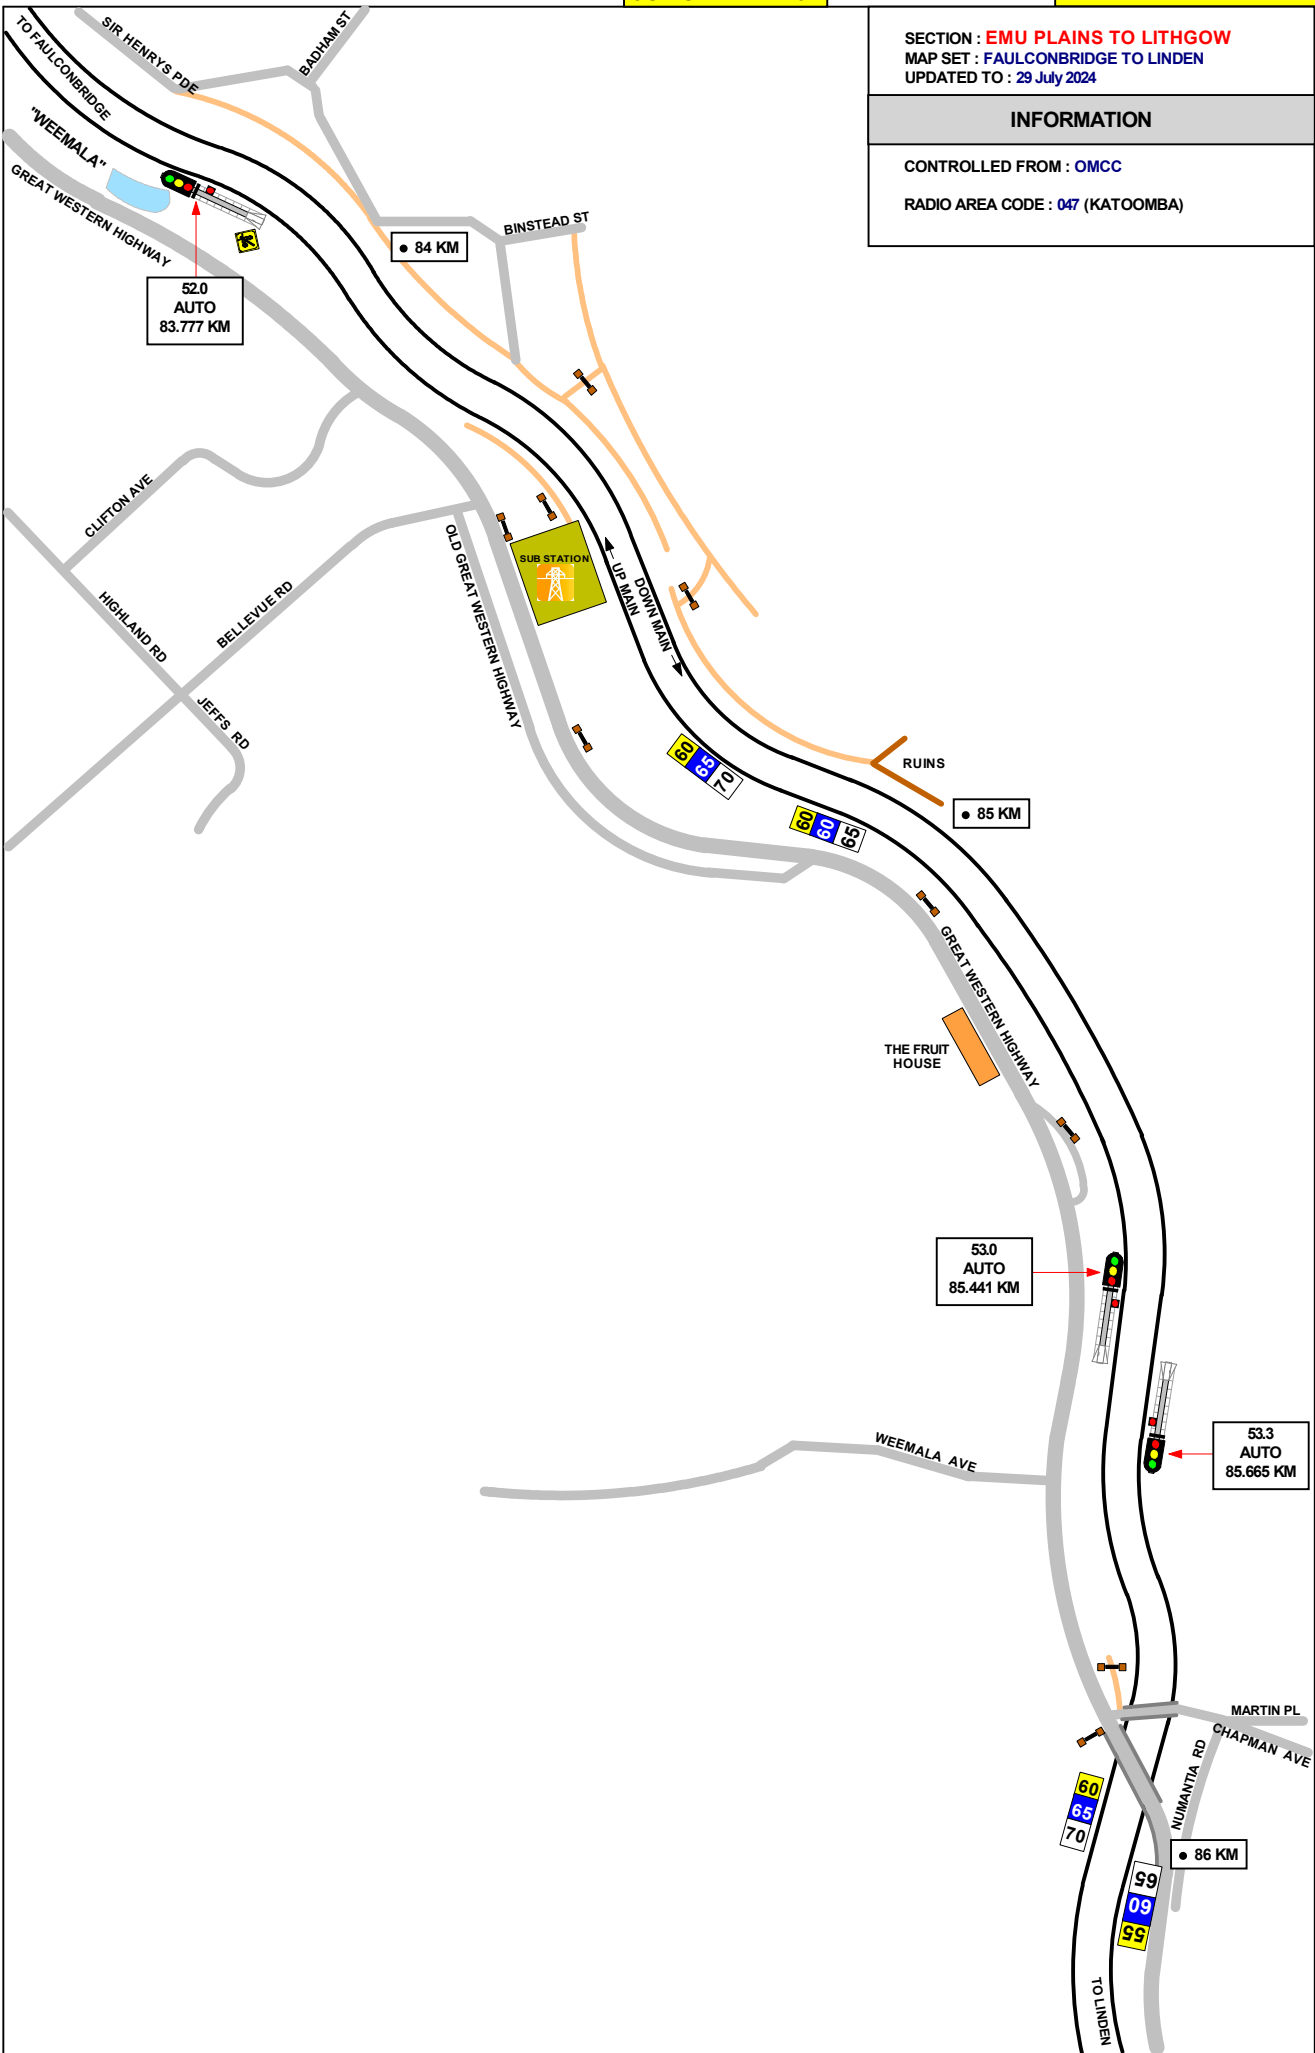 SECTION : EMU PLAINS TO LITHGOW
MAP SET : FAULCONBRIDGE TO LINDEN
UPDATED TO : 29 July 2024
INFORMATION
CONTROLLED FROM : OMCC
RADIO AREA CODE : 047 (KATOOMBA)
TO FAULCONBRIDGE
SIR HENRYS PDE
BADHAM ST
"WEEMALA"
GREAT WESTERN HIGHWAY
BINSTEAD ST
84 KM
52.0
AUTO
83.777 KM
CLIFTON AVE
HIGHLAND RD
BELLEVUE RD
JEFFS RD
OLD GREAT WESTERN HIGHWAY
SUB STATION
UP MAIN
DOWN MAIN
60
65
70
RUINS
60
60
65
85 KM
GREAT WESTERN HIGHWAY
THE FRUIT
HOUSE
53.0
AUTO
85.441 KM
53.3
AUTO
85.665 KM
WEEMALA AVE
MARTIN PL
CHAPMAN AVE
NUMANTIA RD
60
65
70
86 KM
65
60
55
TO LINDEN